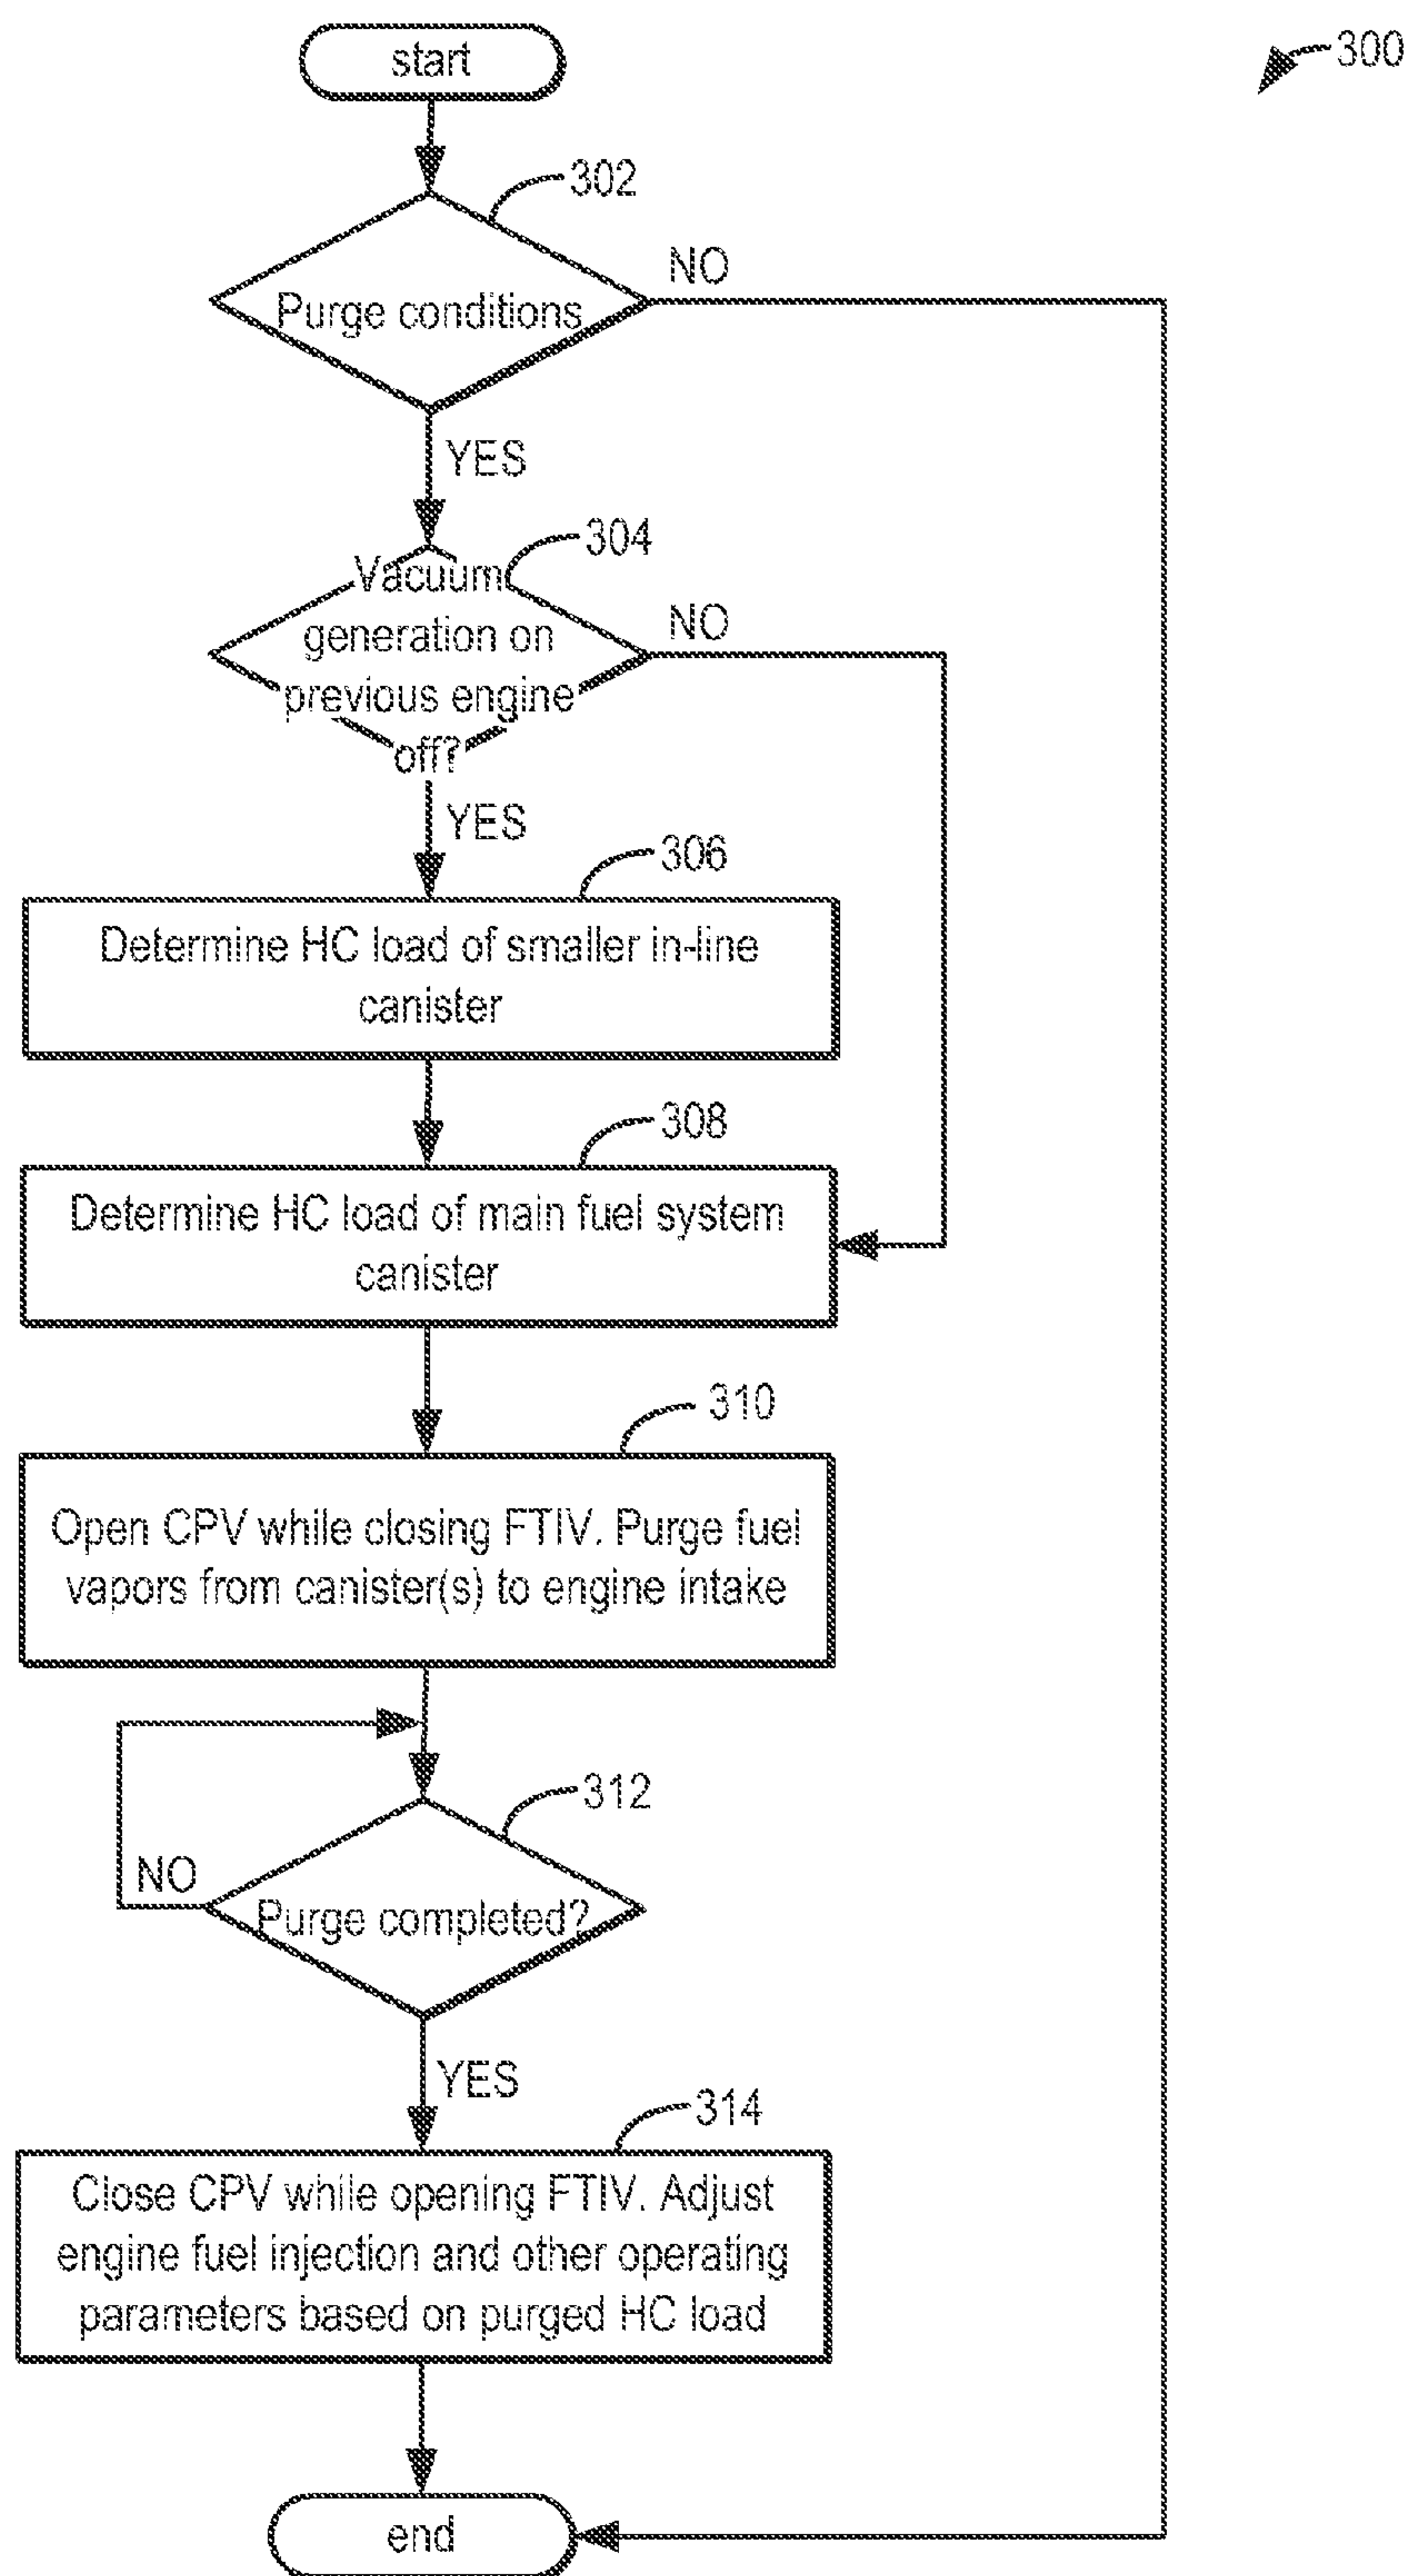 start
300
302
NO
Purge conditions
YES
304
Vacuum
generation on
previous engine
off?
NO
YES
306
Determine HC load of smaller in-line
canister
308
Determine HC load of main fuel system
canister
310
Open CPV while closing FTIV. Purge fuel
vapors from canister(s) to engine intake
312
NO
Purge completed?
YES
314
Close CPV while opening FTIV. Adjust
engine fuel injection and other operating
parameters based on purged HC load
end